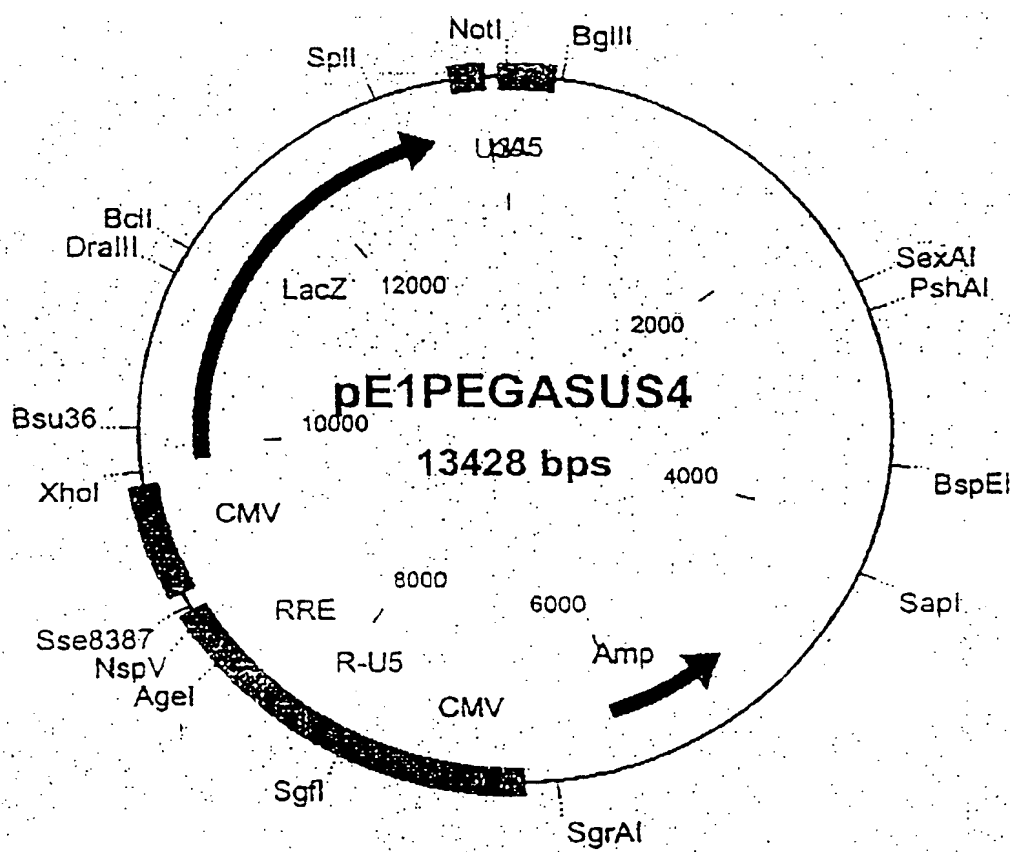 NotI
BglII
SplI
BclI
DraIII
SexAI
PshAI
LacZ
12000
2000
pE1PEGASUS4
Bsu36
10000
13428 bps
4000
BspEI
XhoI
CMV
8000
6000
SapI
RRE
Sse8387
NspV
R-U5
Amp
AgeI
CMV
SgfI
SgrAI